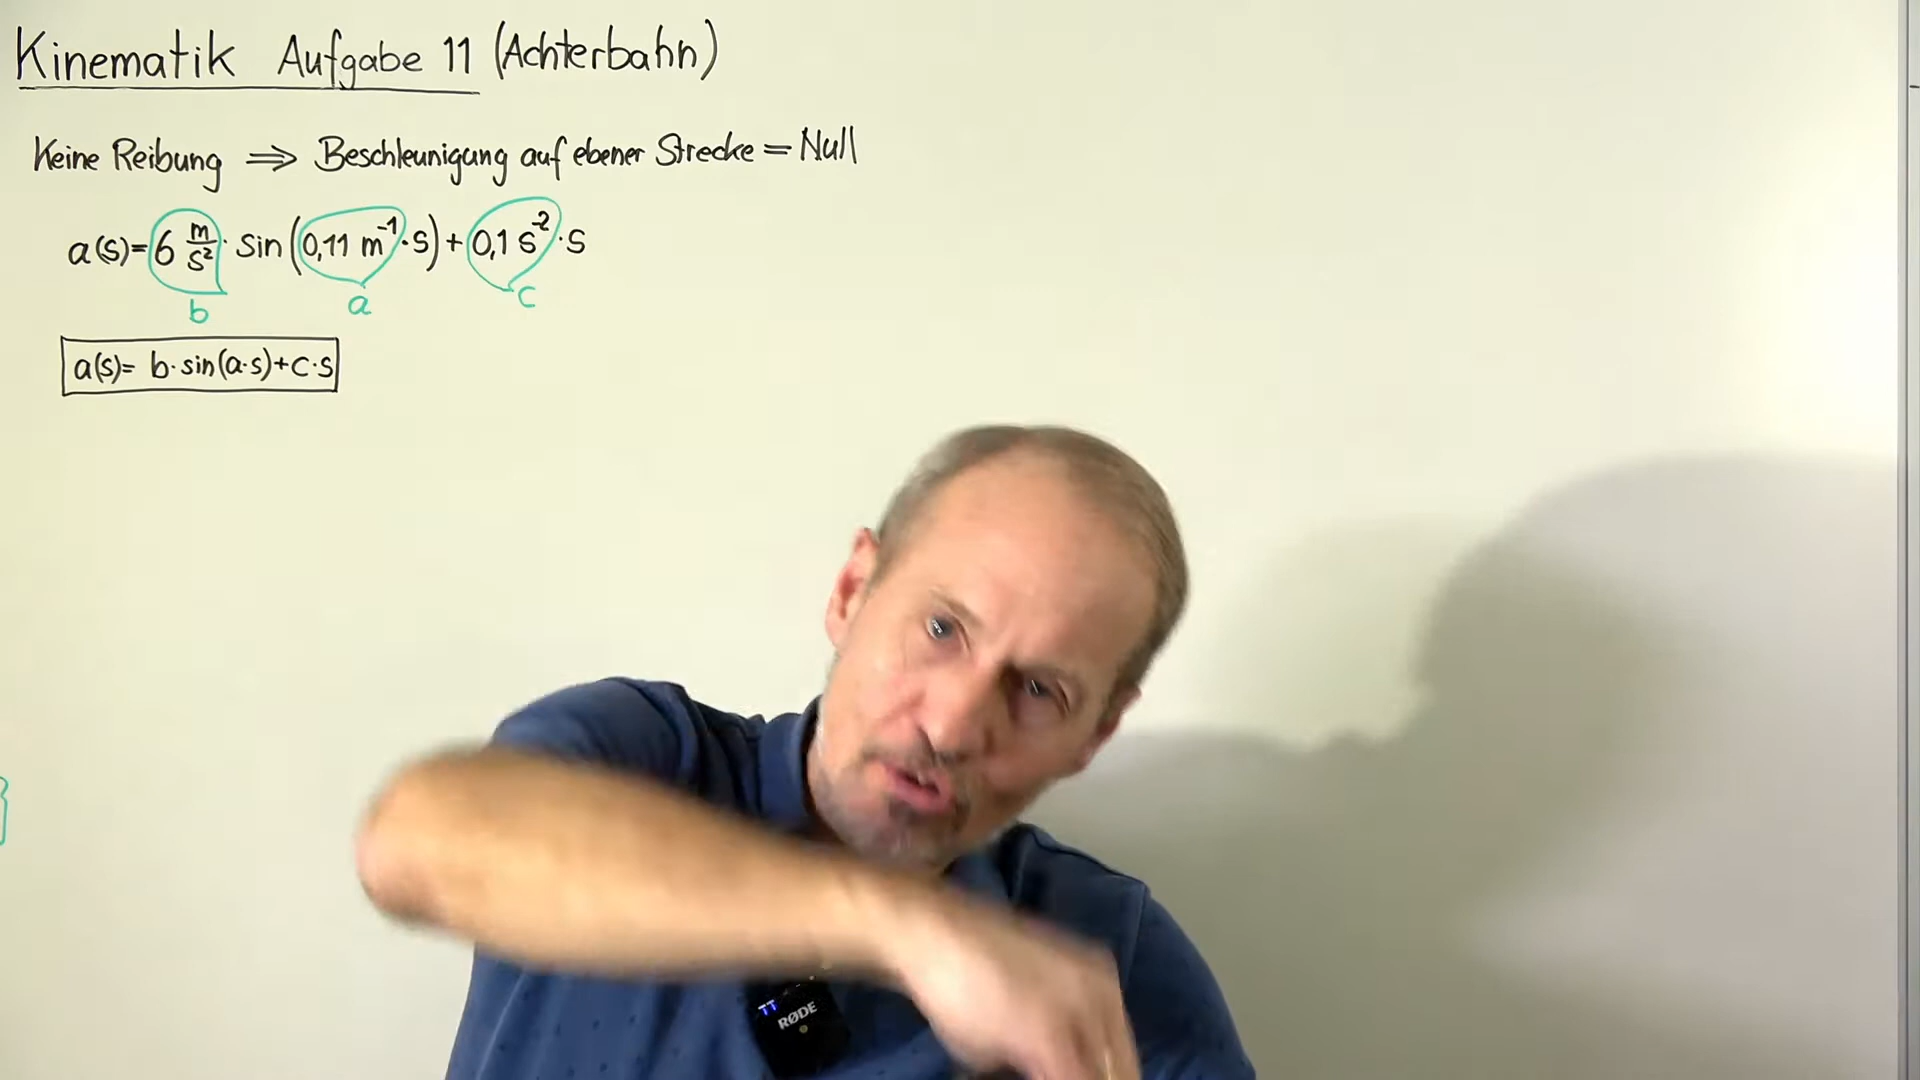 Kinematik Aufgabe 11 (Achterbahn)
Keine Reibung ⇒ Beschleunigung auf ebener Strecke = Null
a(s)= 6 m/s² · sin(0,11 m⁻¹·s) + 0,1 s⁻²·s
b a c
a(s)= b·sin(a·s)+c·s
RØDE